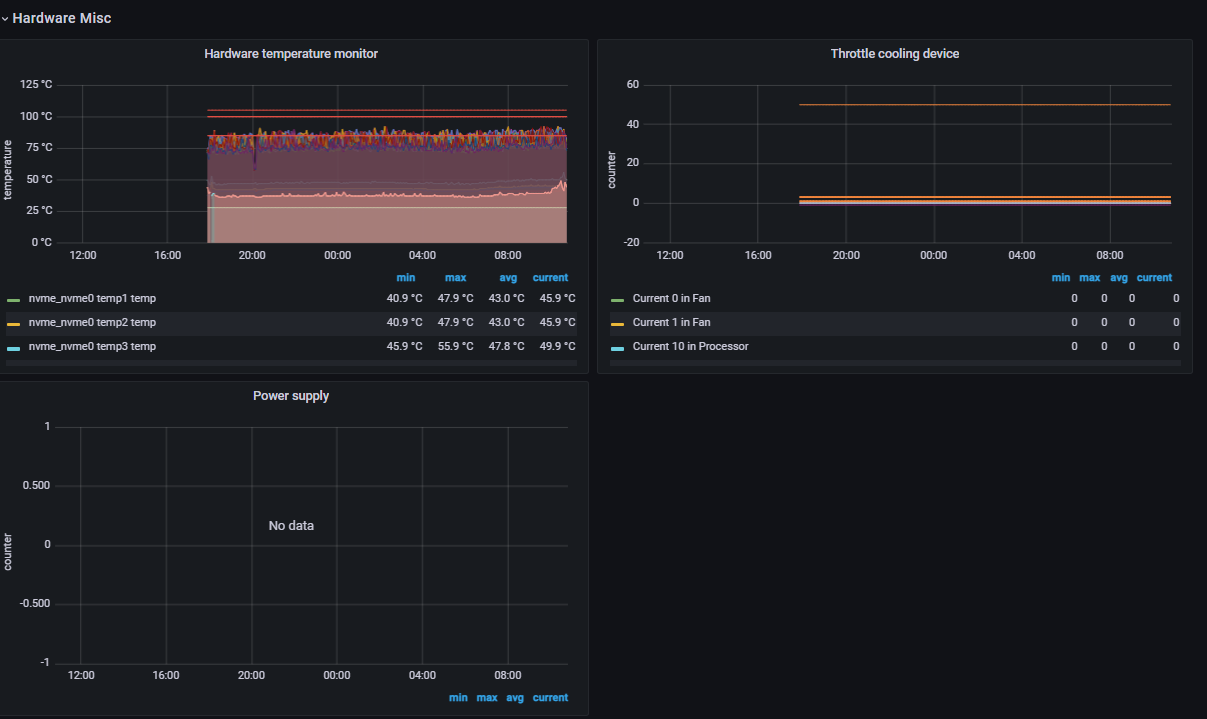 Hardware Misc
Hardware temperature monitor
125 °C
100 °C
75 °C
50 °C
25 °C
0 °C
temperature
12:00 16:00 20:00 00:00 04:00 08:00
min max avg current
nvme_nvme0 temp1 temp 40.9 °C 47.9 °C 43.0 °C 45.9 °C
nvme_nvme0 temp2 temp 40.9 °C 47.9 °C 43.0 °C 45.9 °C
nvme_nvme0 temp3 temp 45.9 °C 55.9 °C 47.8 °C 49.9 °C
Throttle cooling device
60
40
20
0
-20
counter
12:00 16:00 20:00 00:00 04:00 08:00
min max avg current
Current 0 in Fan 0 0 0 0
Current 1 in Fan 0 0 0 0
Current 10 in Processor 0 0 0 0
Power supply
1
0.500
0
-0.500
-1
counter
No data
12:00 16:00 20:00 00:00 04:00 08:00
min max avg current